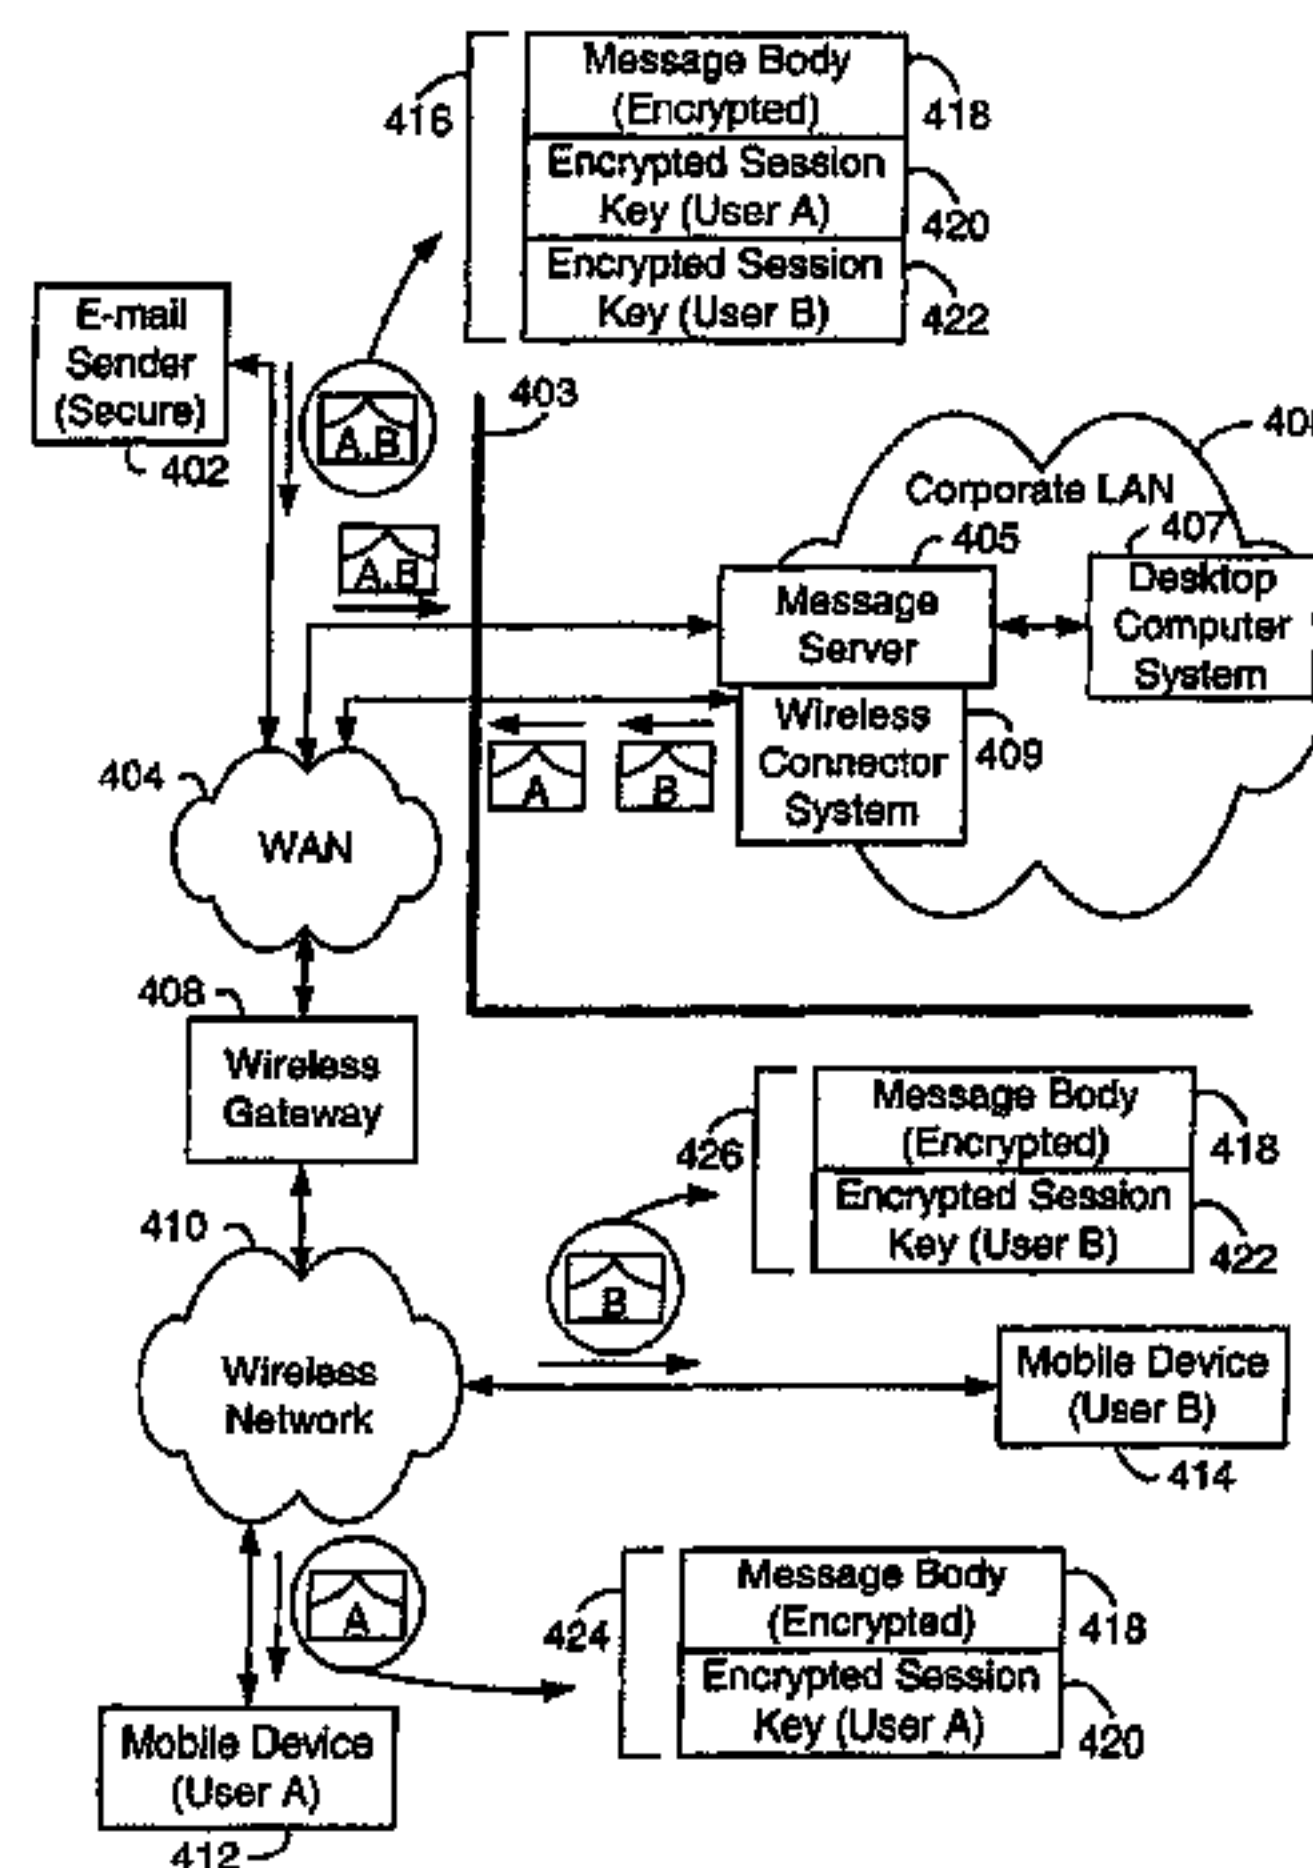 Message Body
(Encrypted)
416
418
Encrypted Session
Key (User A)
420
Encrypted Session
Key (User B)
422
E-mail
Sender
(Secure)
402
A,B
403
Corporate LAN
A,B
405
407
Message
Server
Desktop
Computer
System
Wireless
Connector
System
409
A
B
404
WAN
408
Wireless
Gateway
426
Message Body
(Encrypted)
418
Encrypted Session
Key (User B)
422
410
B
Wireless
Network
Mobile Device
(User B)
414
A
424
Message Body
(Encrypted)
418
Encrypted Session
Key (User A)
420
Mobile Device
(User A)
412